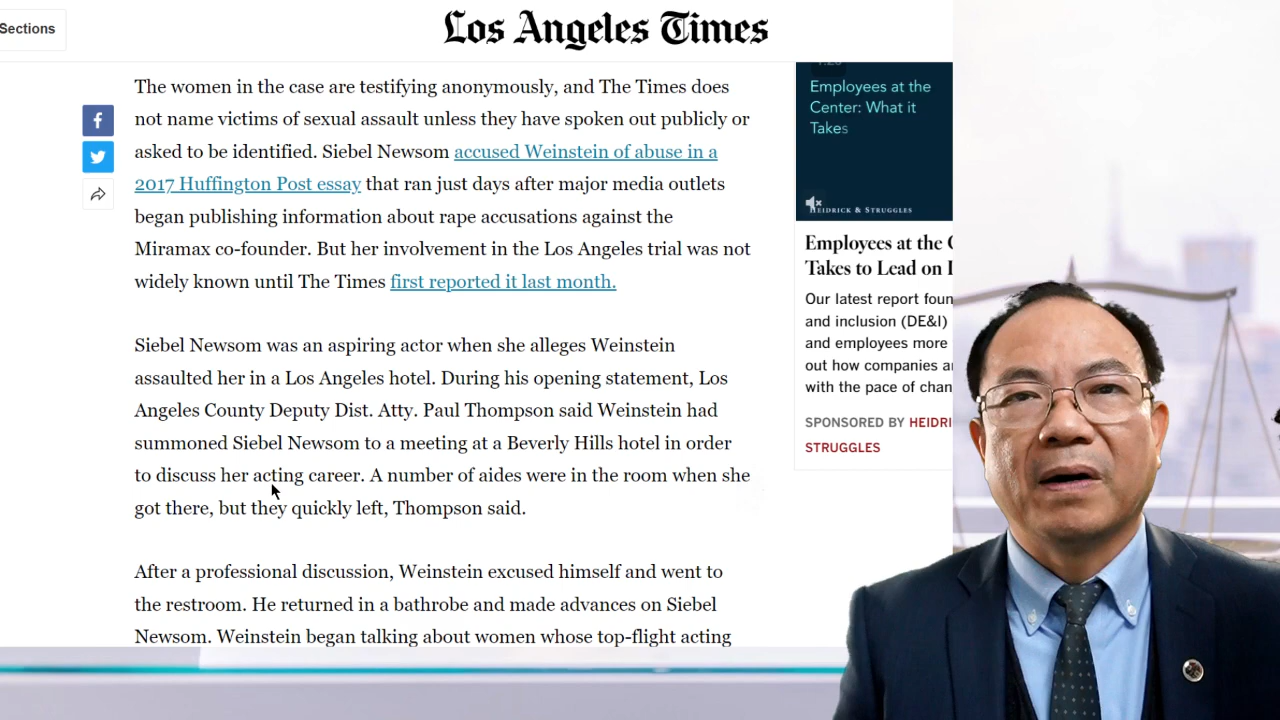 Sections
Los Angeles Times
The women in the case are testifying anonymously, and The Times does
not name victims of sexual assault unless they have spoken out publicly or
asked to be identified. Siebel Newsom accused Weinstein of abuse in a
2017 Huffington Post essay that ran just days after major media outlets
began publishing information about rape accusations against the
Miramax co-founder. But her involvement in the Los Angeles trial was not
widely known until The Times first reported it last month.
Siebel Newsom was an aspiring actor when she alleges Weinstein
assaulted her in a Los Angeles hotel. During his opening statement, Los
Angeles County Deputy Dist. Atty. Paul Thompson said Weinstein had
summoned Siebel Newsom to a meeting at a Beverly Hills hotel in order
to discuss her acting career. A number of aides were in the room when she
got there, but they quickly left, Thompson said.
After a professional discussion, Weinstein excused himself and went to
the restroom. He returned in a bathrobe and made advances on Siebel
Newsom. Weinstein began talking about women whose top-flight acting
Employees at the
Center: What it
Takes
HEIDRICK & STRUGGLES
Employees at the
Takes to Lead on
Our latest report foun
and inclusion (DE&I)
and employees more
out how companies a
with the pace of chan
SPONSORED BY HEIDRI
STRUGGLES